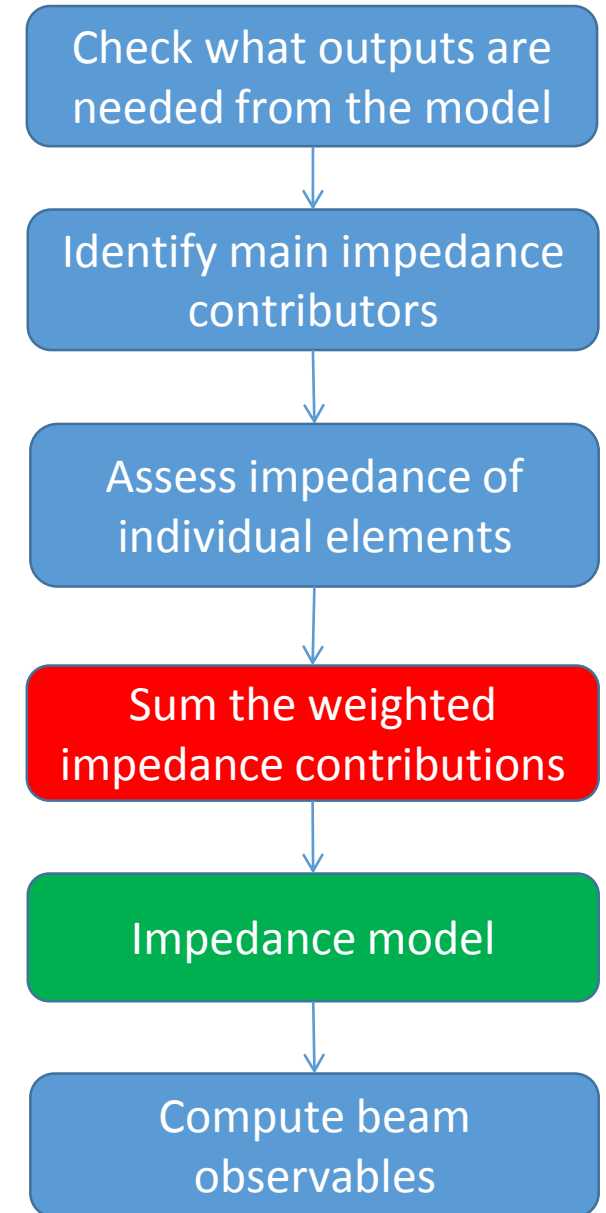 Check what outputs are
needed from the model
Identify main impedance
contributors
Assess impedance of
individual elements
Sum the weighted
impedance contributions
Impedance model
Compute beam
observables